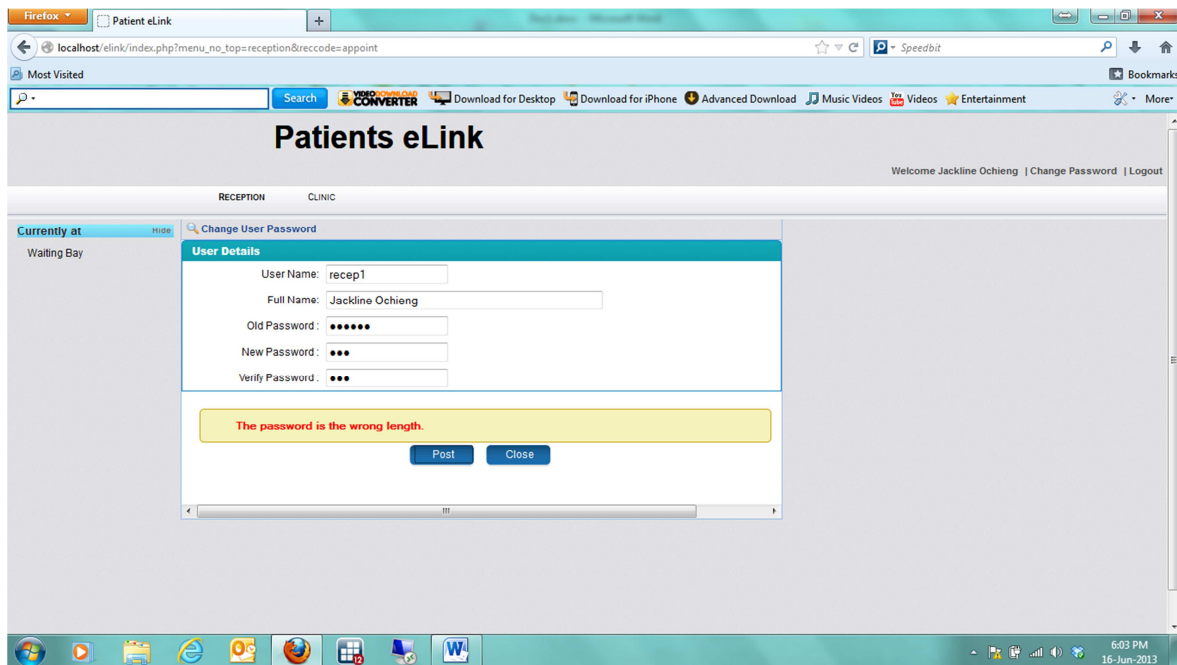 Firefox
Patient eLink
localhost/elink/index.php?menu_no_top=reception&reccode=appoint
Speedbit
Most Visited
Bookmarks
Search VIDEO DOWNLOAD CONVERTER Download for Desktop Download for iPhone Advanced Download Music Videos You Tube Videos Entertainment More
Patients eLink
Welcome Jackline Ochieng | Change Password | Logout
RECEPTION CLINIC
Currently at Hide
Change User Password
Waiting Bay
User Details
User Name: recep1
Full Name: Jackline Ochieng
Old Password : ••••••
New Password : •••
Verify Password : •••
The password is the wrong length.
Post Close
12
W
6:03 PM
16-Jun-2013